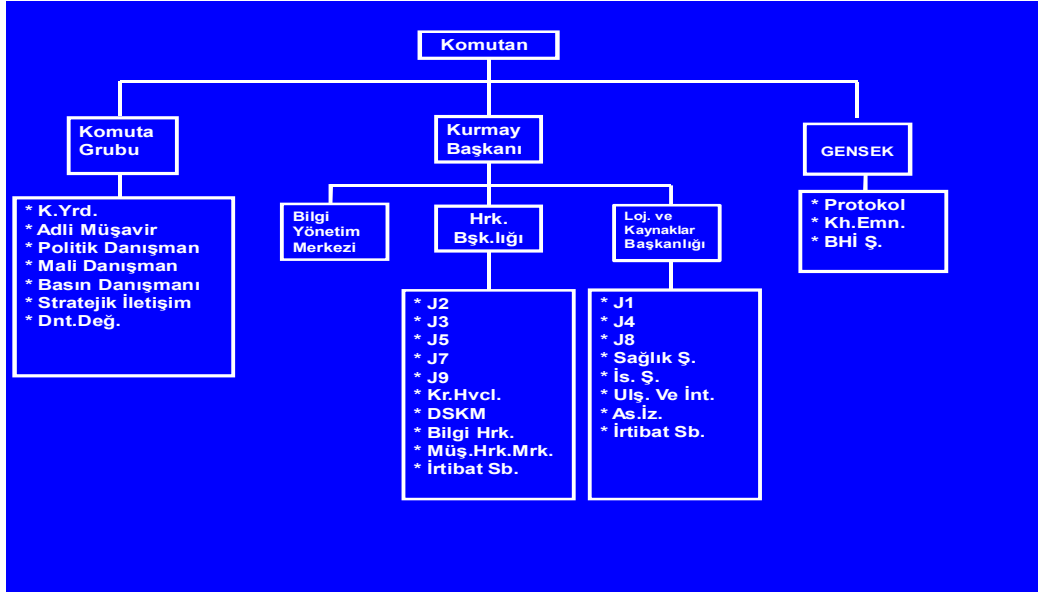 Komutan
Komuta
Grubu
Kurmay
Başkanı
GENSEK
* K.Yrd.
* Adli Müşavir
* Politik Danışman
* Mali Danışman
* Basın Danışmanı
* Stratejik İletişim
* Dnt.Değ.
Bilgi
Yönetim
Merkezi
Hrk.
Bşk.lığı
Loj. ve
Kaynaklar
Başkanlığı
* Protokol
* Kh.Emn.
* BHİ Ş.
* J2
* J3
* J5
* J7
* J9
* Kr.Hvcl.
* DSKM
* Bilgi Hrk.
* Müş.Hrk.Mrk.
* İrtibat Sb.
* J1
* J4
* J8
* Sağlık Ş.
* İs. Ş.
* Ulş. Ve İnt.
* As.İz.
* İrtibat Sb.